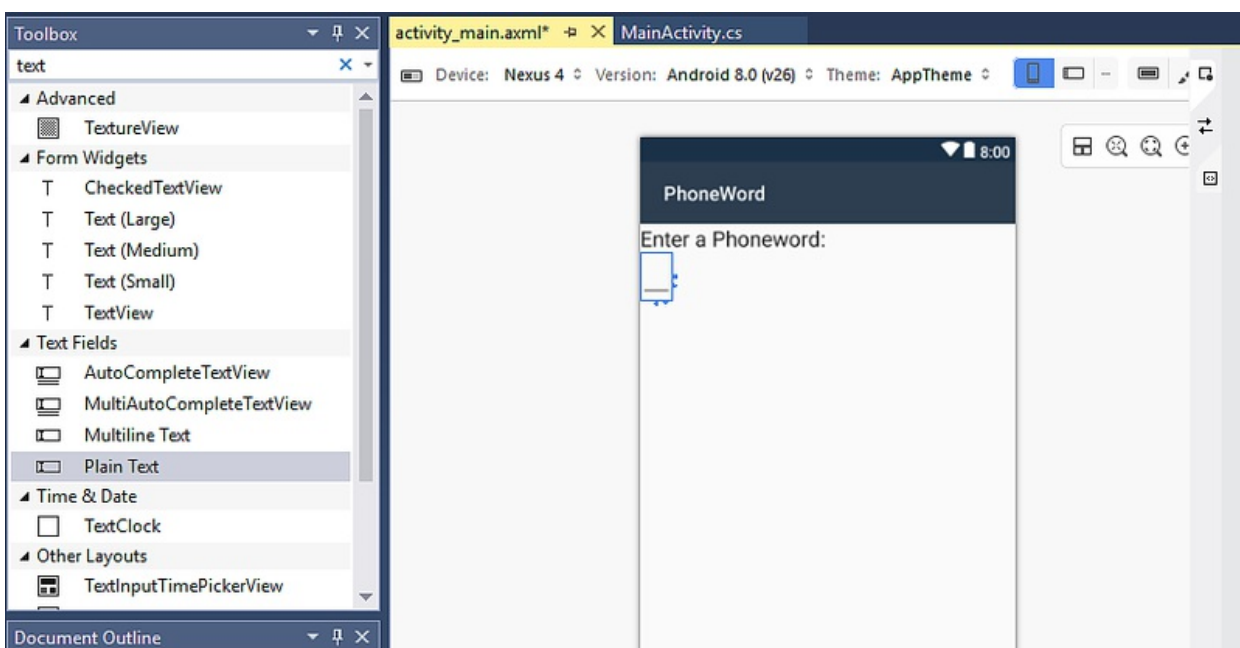 Toolbox
text
Advanced
TextureView
Form Widgets
T CheckedTextView
T Text (Large)
T Text (Medium)
T Text (Small)
T TextView
Text Fields
AutoCompleteTextView
MultiAutoCompleteTextView
Multiline Text
Plain Text
Time & Date
TextClock
Other Layouts
TextInputTimePickerView
Document Outline
activity_main.axml* MainActivity.cs
Device: Nexus 4 Version: Android 8.0 (v26) Theme: AppTheme
8:00
PhoneWord
Enter a Phoneword: